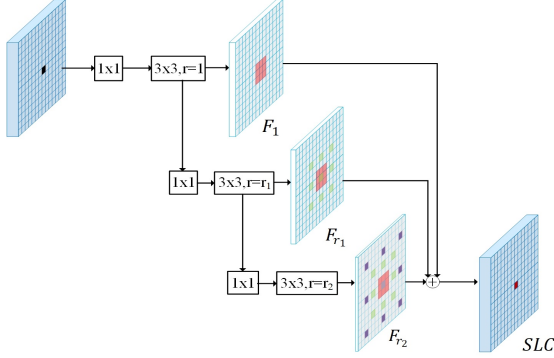 1x1
3x3,r=1
F₁
1x1
3x3,r=r₁
Fᵣ₁
1x1
3x3,r=r₂
Fᵣ₂
+
SLC